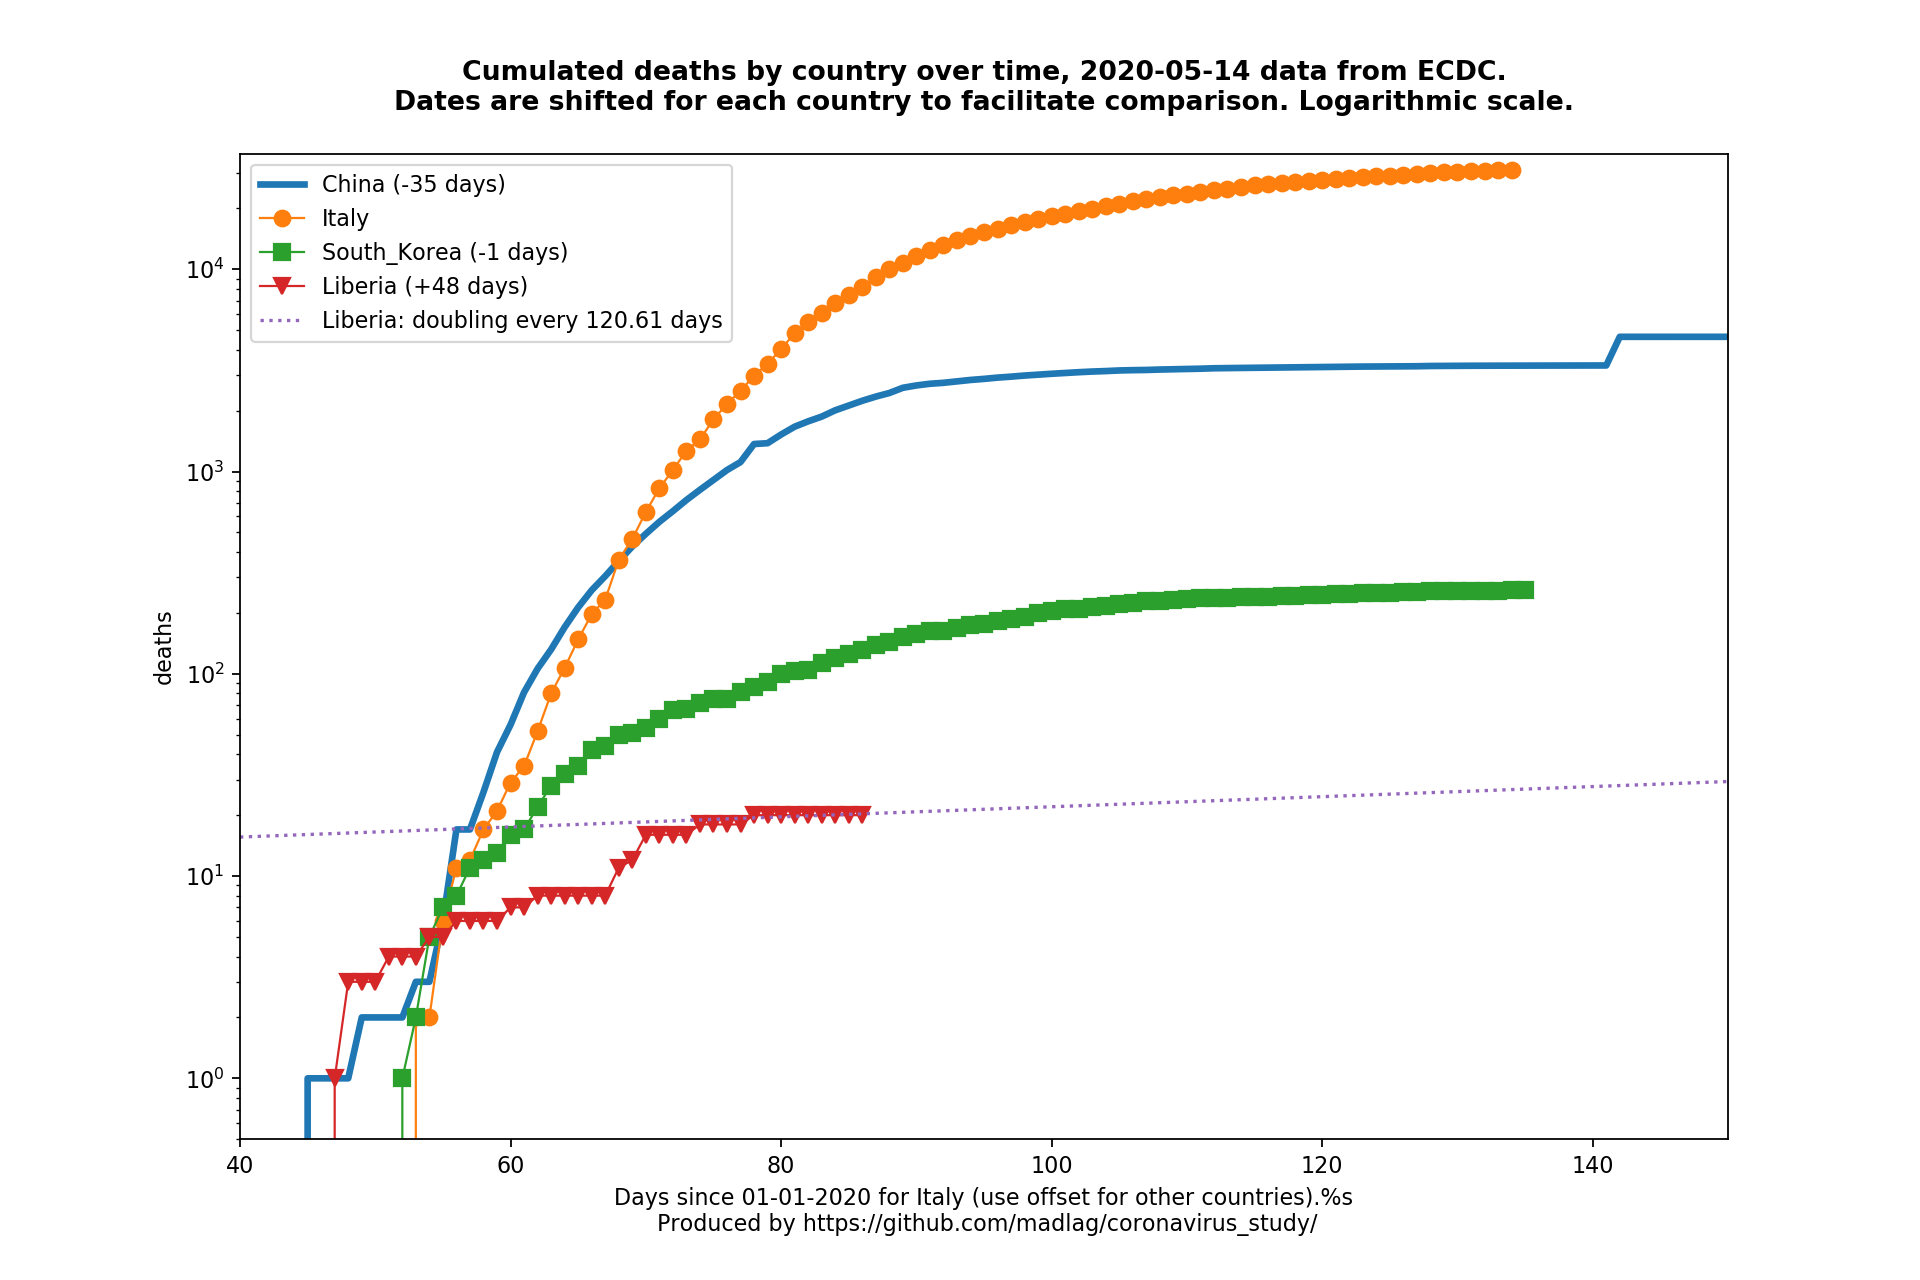 Cumulated deaths by country over time, 2020-05-14 data from ECDC.
Dates are shifted for each country to facilitate comparison. Logarithmic scale.
China (-35 days)
Italy
South_Korea (-1 days)
Liberia (+48 days)
Liberia: doubling every 120.61 days
deaths
10^4
10^3
10^2
10^1
10^0
40 60 80 100 120 140
Days since 01-01-2020 for Italy (use offset for other countries).%s
Produced by https://github.com/madlag/coronavirus_study/